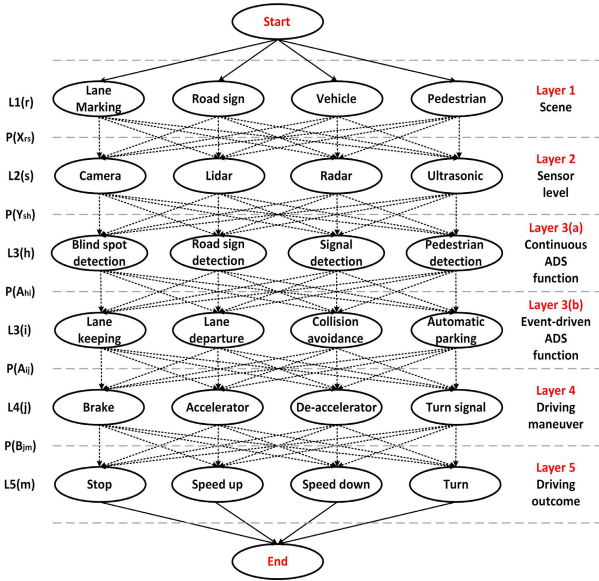 Start
L1(r)
Lane
Marking
Road sign
Vehicle
Pedestrian
Layer 1
Scene
P(Xrs)
L2(s)
Camera
Lidar
Radar
Ultrasonic
Layer 2
Sensor
level
P(Ysh)
L3(h)
Blind spot
detection
Road sign
detection
Signal
detection
Pedestrian
detection
Layer 3(a)
Continuous
ADS
function
P(Ahi)
L3(i)
Lane
keeping
Lane
departure
Collision
avoidance
Automatic
parking
Layer 3(b)
Event-driven
ADS
function
P(Aij)
L4(j)
Brake
Accelerator
De-accelerator
Turn signal
Layer 4
Driving
maneuver
P(Bjm)
L5(m)
Stop
Speed up
Speed down
Turn
Layer 5
Driving
outcome
End